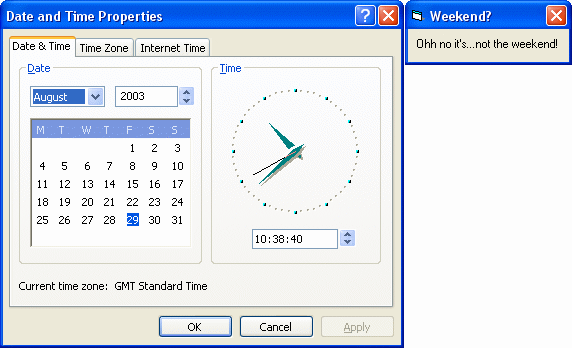 Date and Time Properties
Date & Time Time Zone Internet Time
Date
August 2003
M T W T F S S
1 2 3
4 5 6 7 8 9 10
11 12 13 14 15 16 17
18 19 20 21 22 23 24
25 26 27 28 29 30 31
Time
10:38:40
Current time zone: GMT Standard Time
OK Cancel Apply
Weekend?
Ohh no it's...not the weekend!